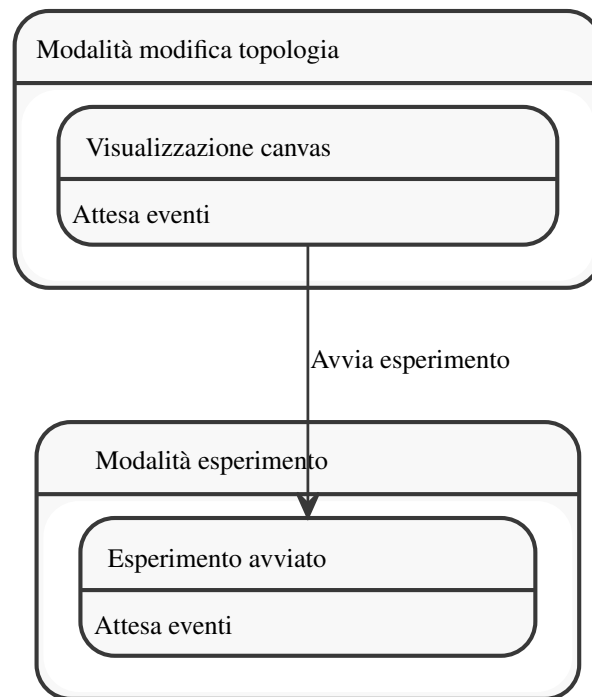 Modalità modifica topologia
Visualizzazione canvas
Attesa eventi
Avvia esperimento
Modalità esperimento
Esperimento avviato
Attesa eventi